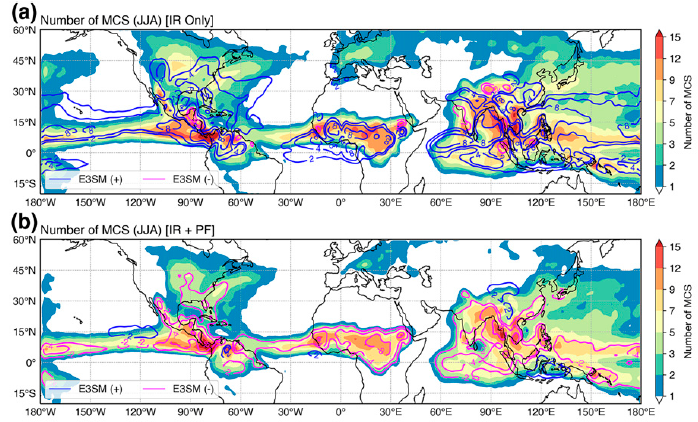 (a) Number of MCS (JJA) [IR Only]
60°N
45°N
30°N
15°N
0°
15°S
E3SM (+) E3SM (-)
180°W 150°W 120°W 90°W 60°W 30°W 0° 30°E 60°E 90°E 120°E 150°E 180°E
15
12
9
7
5
3
2
1
Number of MCS
(b) Number of MCS (JJA) [IR + PF]
60°N
45°N
30°N
15°N
0°
15°S
E3SM (+) E3SM (-)
180°W 150°W 120°W 90°W 60°W 30°W 0° 30°E 60°E 90°E 120°E 150°E 180°E
15
12
9
7
5
3
2
1
Number of MCS